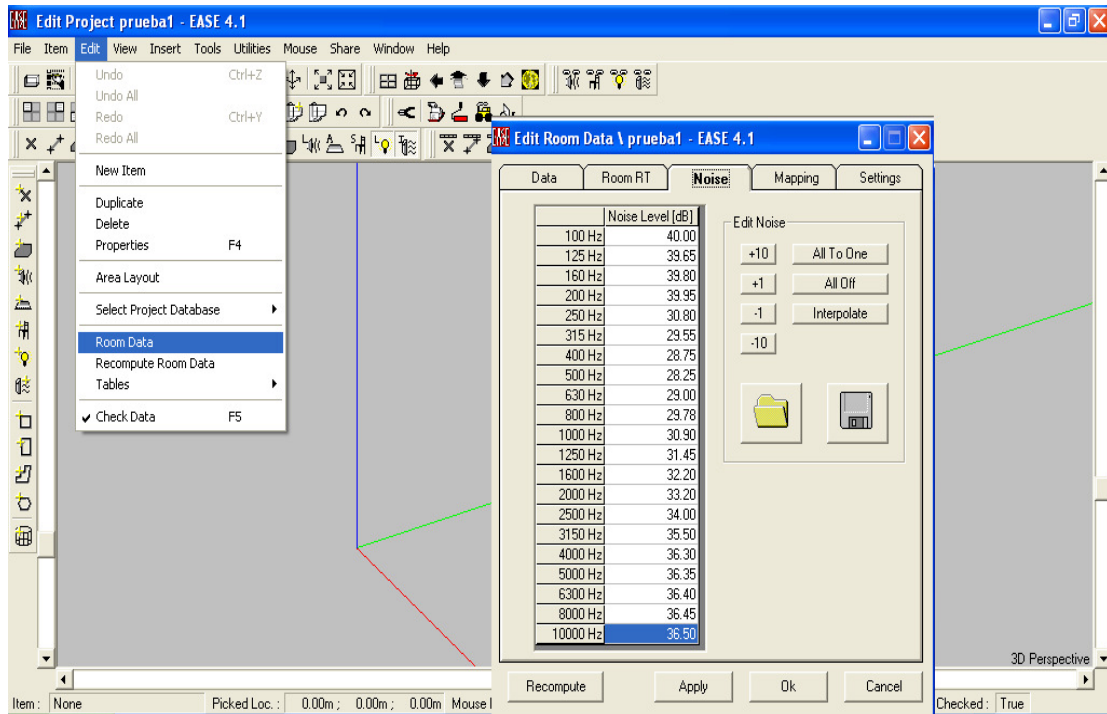 EASE Edit Project prueba1 - EASE 4.1
File Item Edit View Insert Tools Utilities Mouse Share Window Help
Undo Ctrl+Z
Undo All
Redo Ctrl+Y
Redo All
New Item
Duplicate
Delete
Properties F4
Area Layout
Select Project Database
Room Data
Recompute Room Data
Tables
Check Data F5
Edit Room Data \ prueba1 - EASE 4.1
Data Room RT Noise Mapping Settings
Noise Level [dB]
100 Hz 40.00
125 Hz 39.65
160 Hz 39.80
200 Hz 39.95
250 Hz 30.80
315 Hz 29.55
400 Hz 28.75
500 Hz 28.25
630 Hz 29.00
800 Hz 29.78
1000 Hz 30.90
1250 Hz 31.45
1600 Hz 32.20
2000 Hz 33.20
2500 Hz 34.00
3150 Hz 35.50
4000 Hz 36.30
5000 Hz 36.35
6300 Hz 36.40
8000 Hz 36.45
10000 Hz 36.50
Edit Noise
+10 All To One
+1 All Off
-1 Interpolate
-10
Recompute Apply Ok Cancel
3D Perspective
Item : None Picked Loc. : 0.00m ; 0.00m ; 0.00m Mouse Checked : True